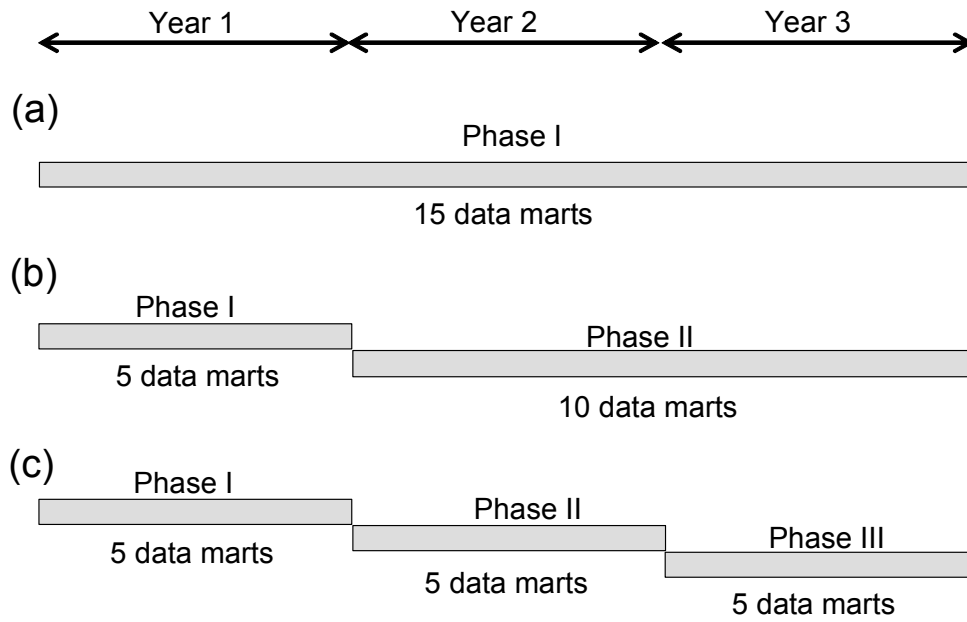 Year 1 Year 2 Year 3
(a)
Phase I
15 data marts
(b)
Phase I
Phase II
5 data marts
10 data marts
(c)
Phase I
Phase II
Phase III
5 data marts
5 data marts
5 data marts